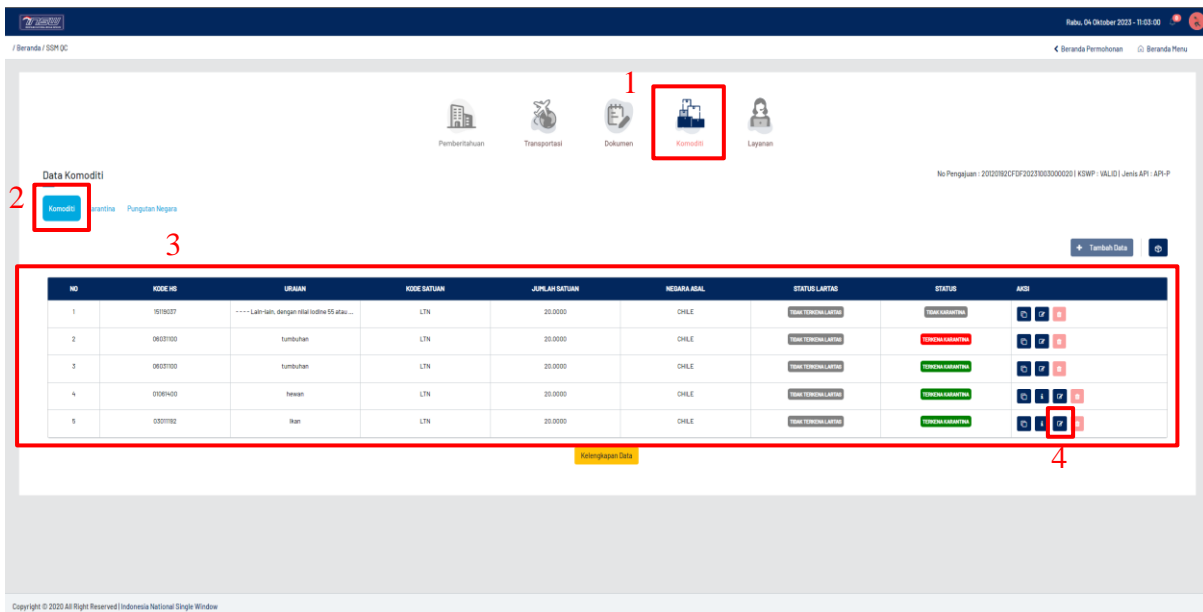 Rabu, 04 Oktober 2023 - 11:03:00
/ Beranda / SSM QC
Beranda Permohonan
Beranda Menu
1
Pemberitahuan
Transportasi
Dokumen
Komoditi
Layanan
Data Komoditi
No Pengajuan : 20120192CFDF20231003000020 | KSWP : VALID | Jenis API : API-P
2
Komoditi
arantina
Pungutan Negara
3
+ Tambah Data
NO KODE HS URAIAN KODE SATUAN JUMLAH SATUAN NEGARA ASAL STATUS LARTAS STATUS AKSI
1 15119037 ---- Lain-lain, dengan nilai iodine 55 atau ... LTN 20.0000 CHILE TIDAK TERKENA LARTAS TIDAK KARANTINA
2 06031100 tumbuhan LTN 20.0000 CHILE TIDAK TERKENA LARTAS TERKENA KARANTINA
3 06031100 tumbuhan LTN 20.0000 CHILE TIDAK TERKENA LARTAS TERKENA KARANTINA
4 01061400 hewan LTN 20.0000 CHILE TIDAK TERKENA LARTAS TERKENA KARANTINA
5 03011192 ikan LTN 20.0000 CHILE TIDAK TERKENA LARTAS TERKENA KARANTINA
Kelengkapan Data
4
Copyright © 2020 All Right Reserved | Indonesia National Single Window